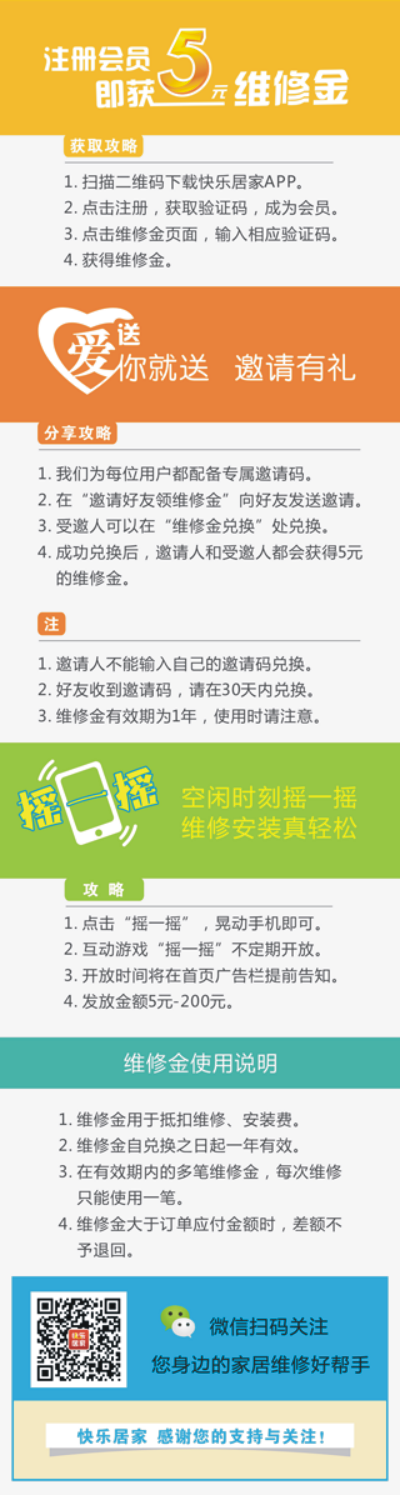 注册会员
即获5元维修金
获取攻略
1. 扫描二维码下载快乐居家APP。
2. 点击注册，获取验证码，成为会员。
3. 点击维修金页面，输入相应验证码。
4. 获得维修金。
送
爱你就送 邀请有礼
分享攻略
1. 我们为每位用户都配备专属邀请码。
2. 在“邀请好友领维修金”向好友发送邀请。
3. 受邀人可以在“维修金兑换”处兑换。
4. 成功兑换后，邀请人和受邀人都会获得5元
的维修金。
注
1. 邀请人不能输入自己的邀请码兑换。
2. 好友收到邀请码，请在30天内兑换。
3. 维修金有效期为1年，使用时请注意。
摇一摇
空闲时刻摇一摇
维修安装真轻松
攻 略
1. 点击“摇一摇”，晃动手机即可。
2. 互动游戏“摇一摇”不定期开放。
3. 开放时间将在首页广告栏提前告知。
4. 发放金额5元-200元。
维修金使用说明
1. 维修金用于抵扣维修、安装费。
2. 维修金自兑换之日起一年有效。
3. 在有效期内的多笔维修金，每次维修
只能使用一笔。
4. 维修金大于订单应付金额时，差额不
予退回。
快乐
居家
微信扫码关注
您身边的家居维修好帮手
快乐居家 感谢您的支持与关注！